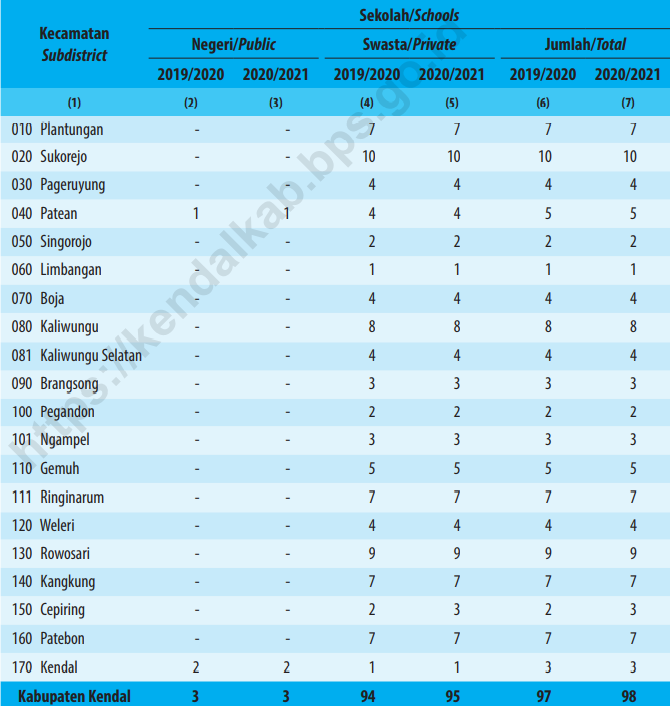 Sekolah/Schools
Kecamatan
Subdistrict
Negeri/Public Swasta/Private Jumlah/Total
2019/2020 2020/2021 2019/2020 2020/2021 2019/2020 2020/2021
(1) (2) (3) (4) (5) (6) (7)
010 Plantungan - - 7 7 7 7
020 Sukorejo - - 10 10 10 10
030 Pageruyung - - 4 4 4 4
040 Patean 1 1 4 4 5 5
050 Singorojo - - 2 2 2 2
060 Limbangan - - 1 1 1 1
070 Boja - - 4 4 4 4
080 Kaliwungu - - 8 8 8 8
081 Kaliwungu Selatan - - 4 4 4 4
090 Brangsong - - 3 3 3 3
100 Pegandon - - 2 2 2 2
101 Ngampel - - 3 3 3 3
110 Gemuh - - 5 5 5 5
111 Ringinarum - - 7 7 7 7
120 Weleri - - 4 4 4 4
130 Rowosari - - 9 9 9 9
140 Kangkung - - 7 7 7 7
150 Cepiring - - 2 3 2 3
160 Patebon - - 7 7 7 7
170 Kendal 2 2 1 1 3 3
Kabupaten Kendal 3 3 94 95 97 98
https://kendalkab.bps.go.id